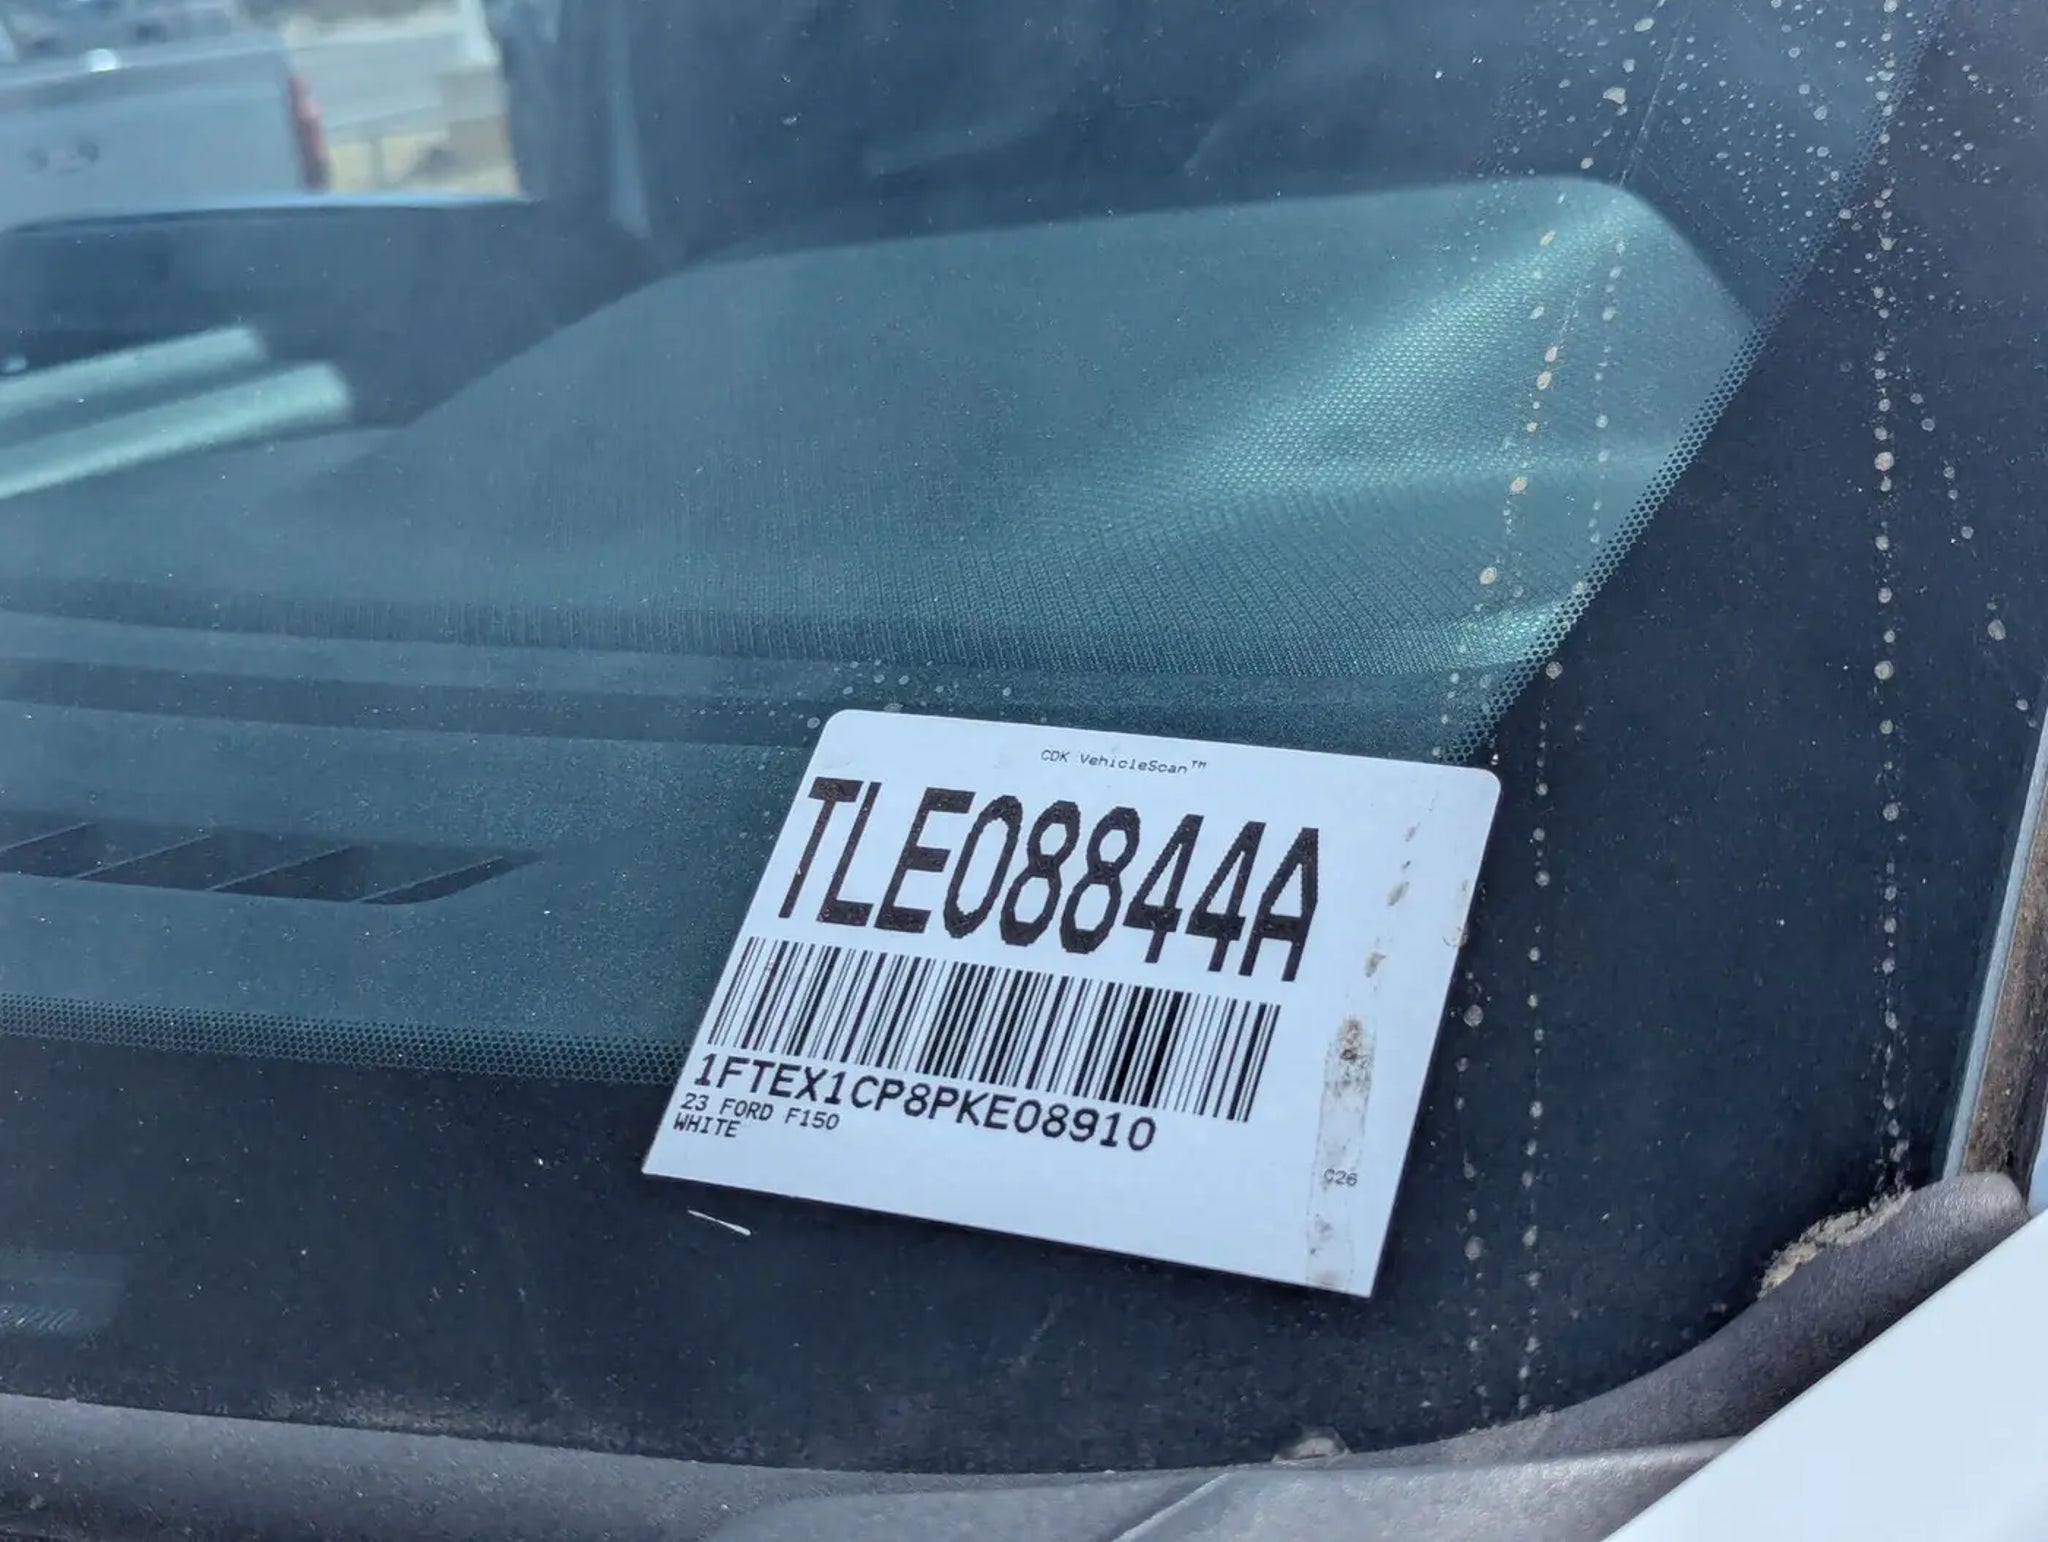 CDK VehicleScan™
TLE08844A
1FTEX1CP8PKE08910
23 FORD F150
WHITE
C26